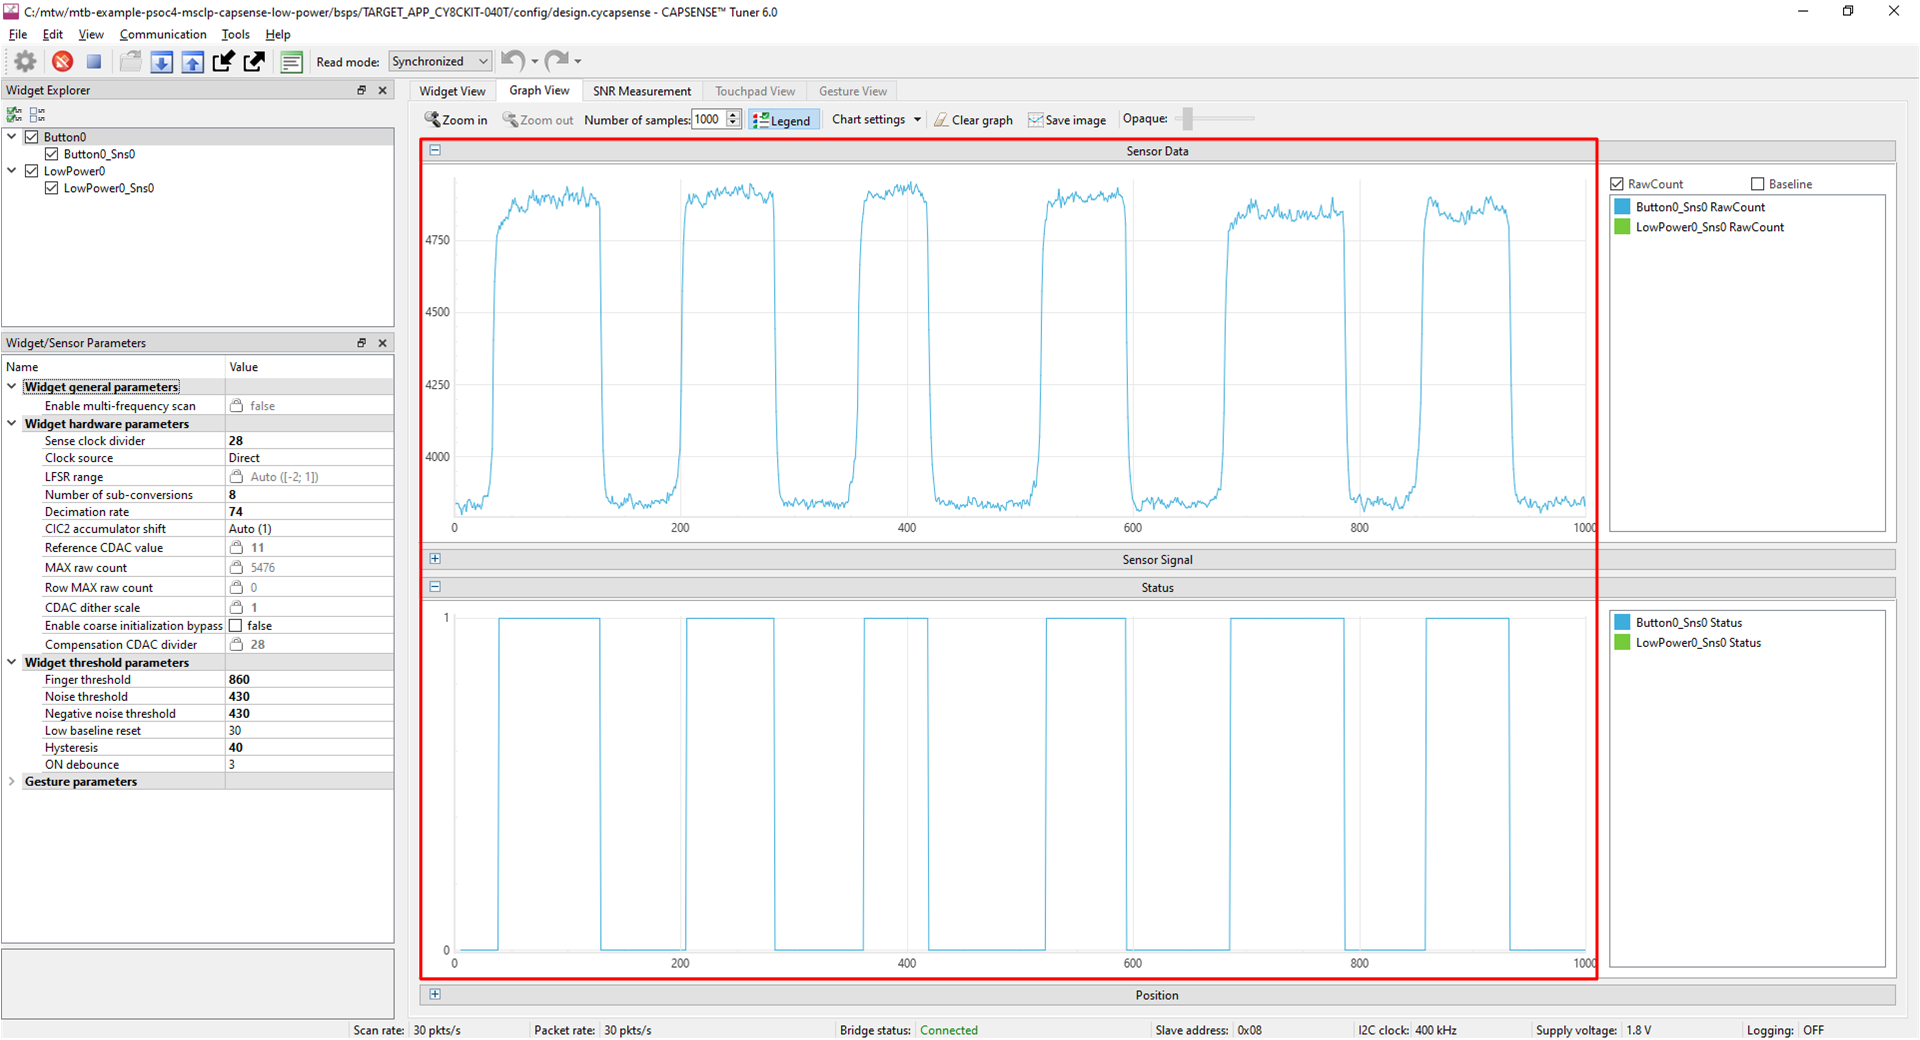 C:/mtw/mtb-example-psoc4-msclp-capsense-low-power/bsps/TARGET_APP_CY8CKIT-040T/config/design.cycapsense - CAPSENSE™ Tuner 6.0
File Edit View Communication Tools Help
Read mode: Synchronized
Widget Explorer
Button0
Button0_Sns0
LowPower0
LowPower0_Sns0
Widget/Sensor Parameters
Name Value
Widget general parameters
Enable multi-frequency scan false
Widget hardware parameters
Sense clock divider 28
Clock source Direct
LFSR range Auto ([-2; 1])
Number of sub-conversions 8
Decimation rate 74
CIC2 accumulator shift Auto (1)
Reference CDAC value 11
MAX raw count 5476
Row MAX raw count 0
CDAC dither scale 1
Enable coarse initialization bypass false
Compensation CDAC divider 28
Widget threshold parameters
Finger threshold 860
Noise threshold 430
Negative noise threshold 430
Low baseline reset 30
Hysteresis 40
ON debounce 3
Gesture parameters
Widget View Graph View SNR Measurement Touchpad View Gesture View
Zoom in Zoom out Number of samples: 1000 Legend Chart settings Clear graph Save image Opaque:
Sensor Data
4750
4500
4250
4000
0 200 400 600 800 1000
RawCount Baseline
Button0_Sns0 RawCount
LowPower0_Sns0 RawCount
Sensor Signal
Status
1
0
0 200 400 600 800 1000
Button0_Sns0 Status
LowPower0_Sns0 Status
Position
Scan rate: 30 pkts/s Packet rate: 30 pkts/s Bridge status: Connected Slave address: 0x08 I2C clock: 400 kHz Supply voltage: 1.8 V Logging: OFF